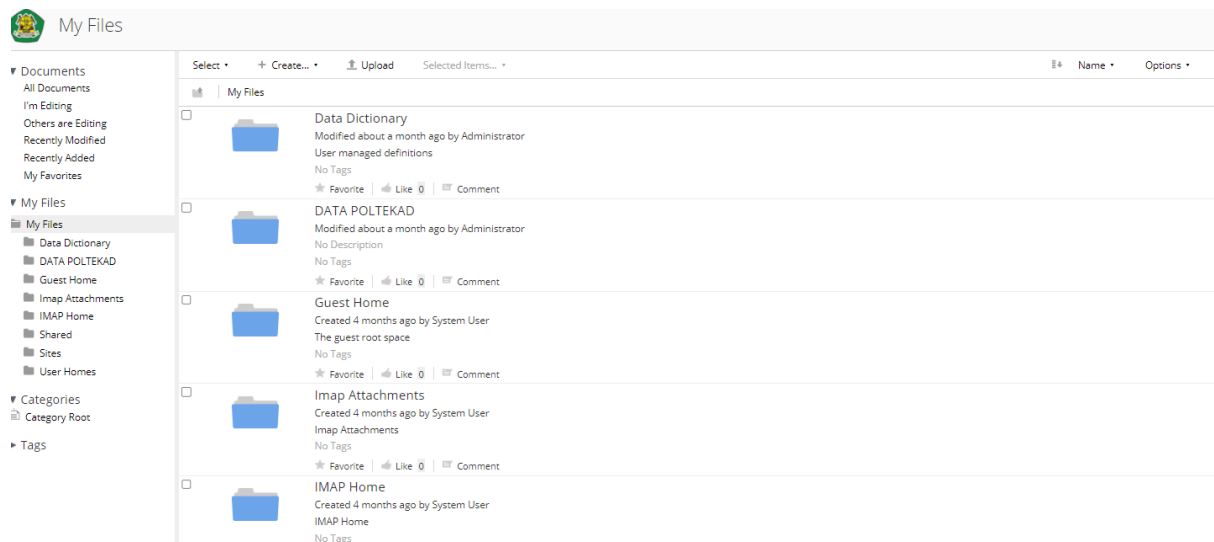 My Files
Documents
All Documents
I'm Editing
Others are Editing
Recently Modified
Recently Added
My Favorites
My Files
My Files
Data Dictionary
DATA POLTEKAD
Guest Home
Imap Attachments
IMAP Home
Shared
Sites
User Homes
Categories
Category Root
Tags
Select Create... Upload Selected Items... Name Options
My Files
Data Dictionary
Modified about a month ago by Administrator
User managed definitions
No Tags
Favorite Like 0 Comment
DATA POLTEKAD
Modified about a month ago by Administrator
No Description
No Tags
Favorite Like 0 Comment
Guest Home
Created 4 months ago by System User
The guest root space
No Tags
Favorite Like 0 Comment
Imap Attachments
Created 4 months ago by System User
Imap Attachments
No Tags
Favorite Like 0 Comment
IMAP Home
Created 4 months ago by System User
IMAP Home
No Tags